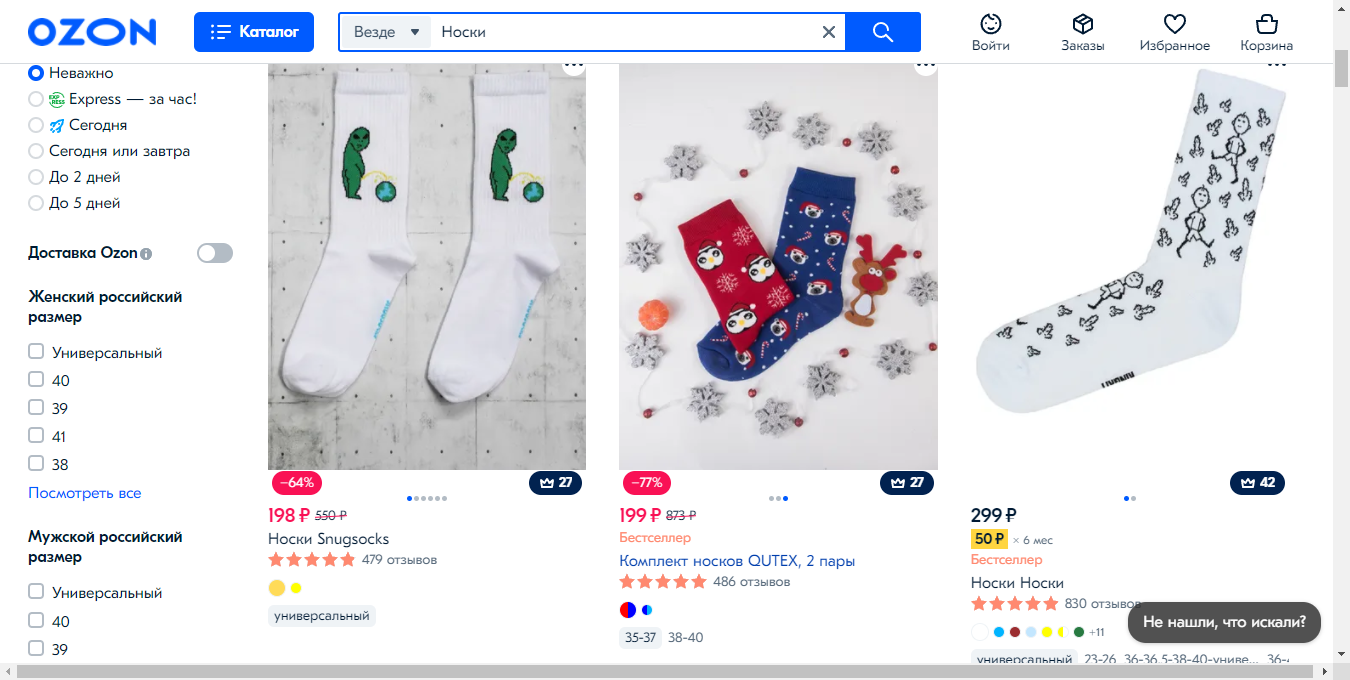 OZON
Каталог
Везде
Носки
Войти
Заказы
Избранное
Корзина
Неважно
Express — за час!
Сегодня
Сегодня или завтра
До 2 дней
До 5 дней
Доставка Ozon
Женский российский
размер
Универсальный
40
39
41
38
Посмотреть все
Мужской российский
размер
Универсальный
40
39
−64%
27
198 ₽ 550 ₽
Носки Snugsocks
479 отзывов
универсальный
−77%
27
199 ₽ 873 ₽
Бестселлер
Комплект носков QUTEX, 2 пары
486 отзывов
35-37 38-40
42
299 ₽
50 ₽ × 6 мес
Бестселлер
Носки Носки
830 отзывов
+11
универсальный 23-26 36-36,5-38-40-униве...
Не нашли, что искали?